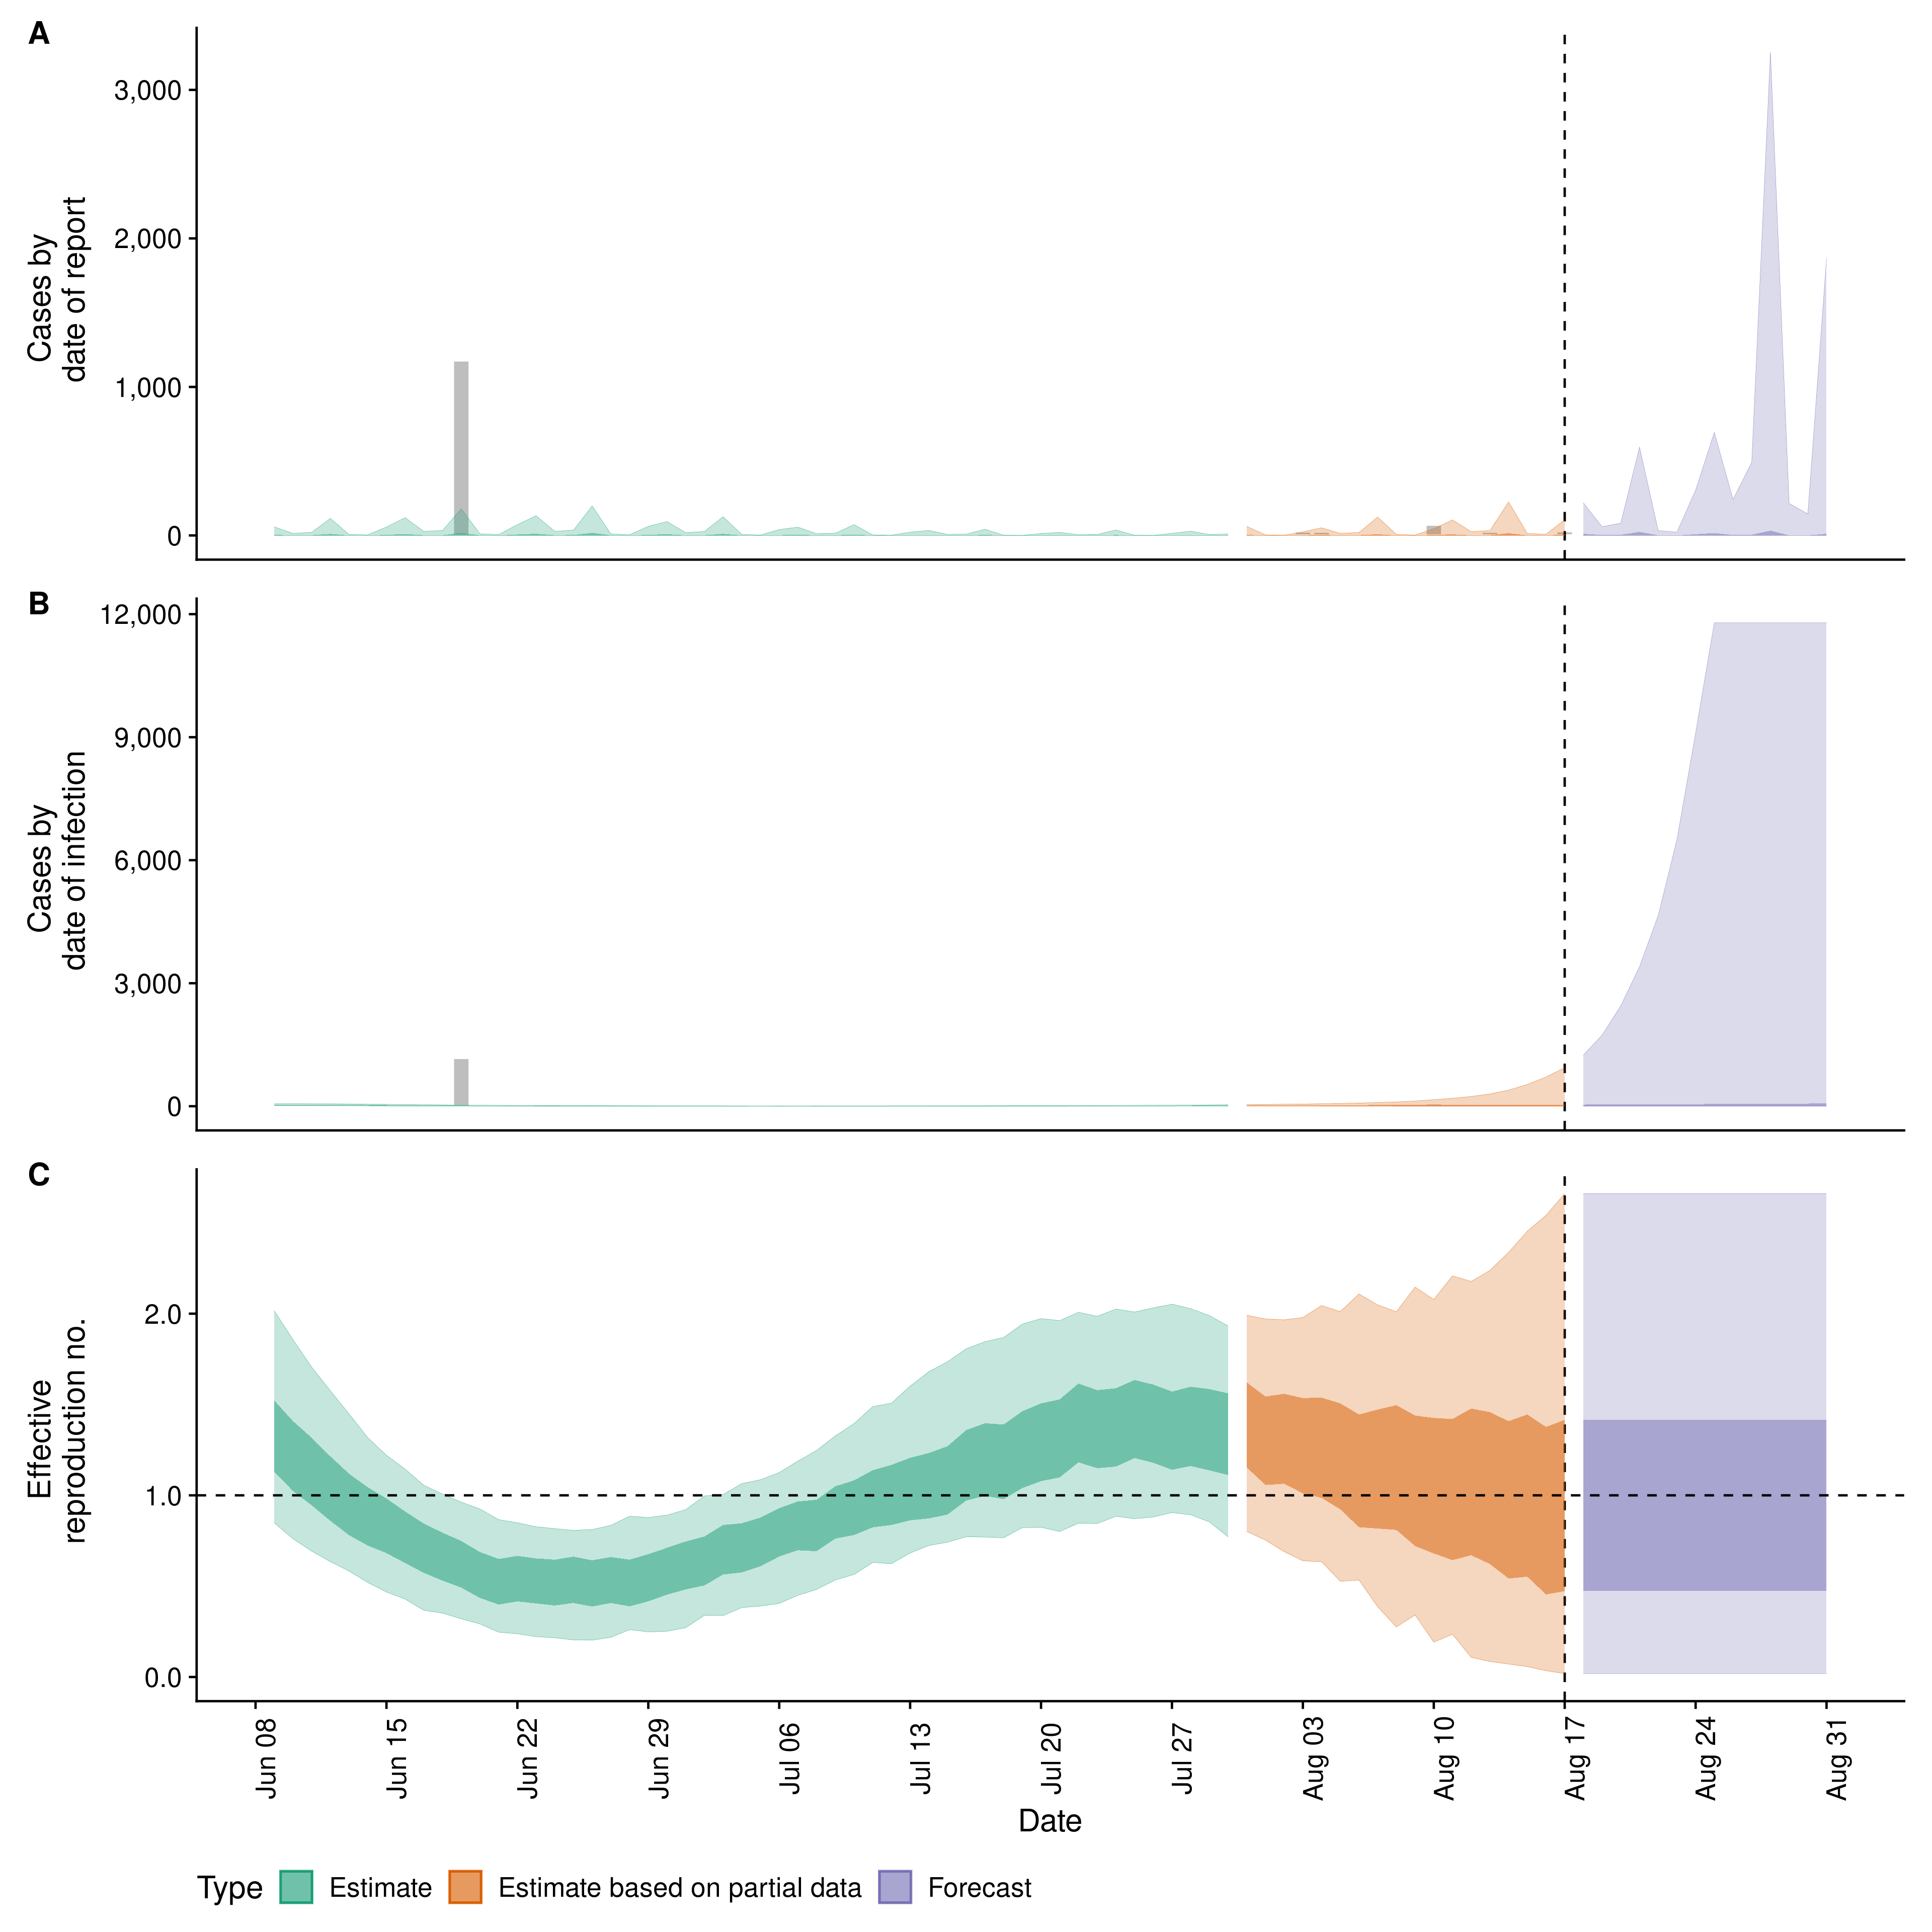 A
Cases by
date of report
3,000
2,000
1,000
0
B
Cases by
date of infection
12,000
9,000
6,000
3,000
0
C
Effective
reproduction no.
2.0
1.0
0.0
Jun 08
Jun 15
Jun 22
Jun 29
Jul 06
Jul 13
Jul 20
Jul 27
Aug 03
Aug 10
Aug 17
Aug 24
Aug 31
Date
Type Estimate Estimate based on partial data Forecast